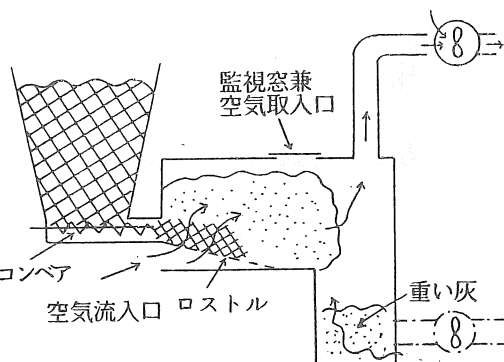 監視窓兼
空気取入口
コンベア
空気流入口
ロストル
重い灰